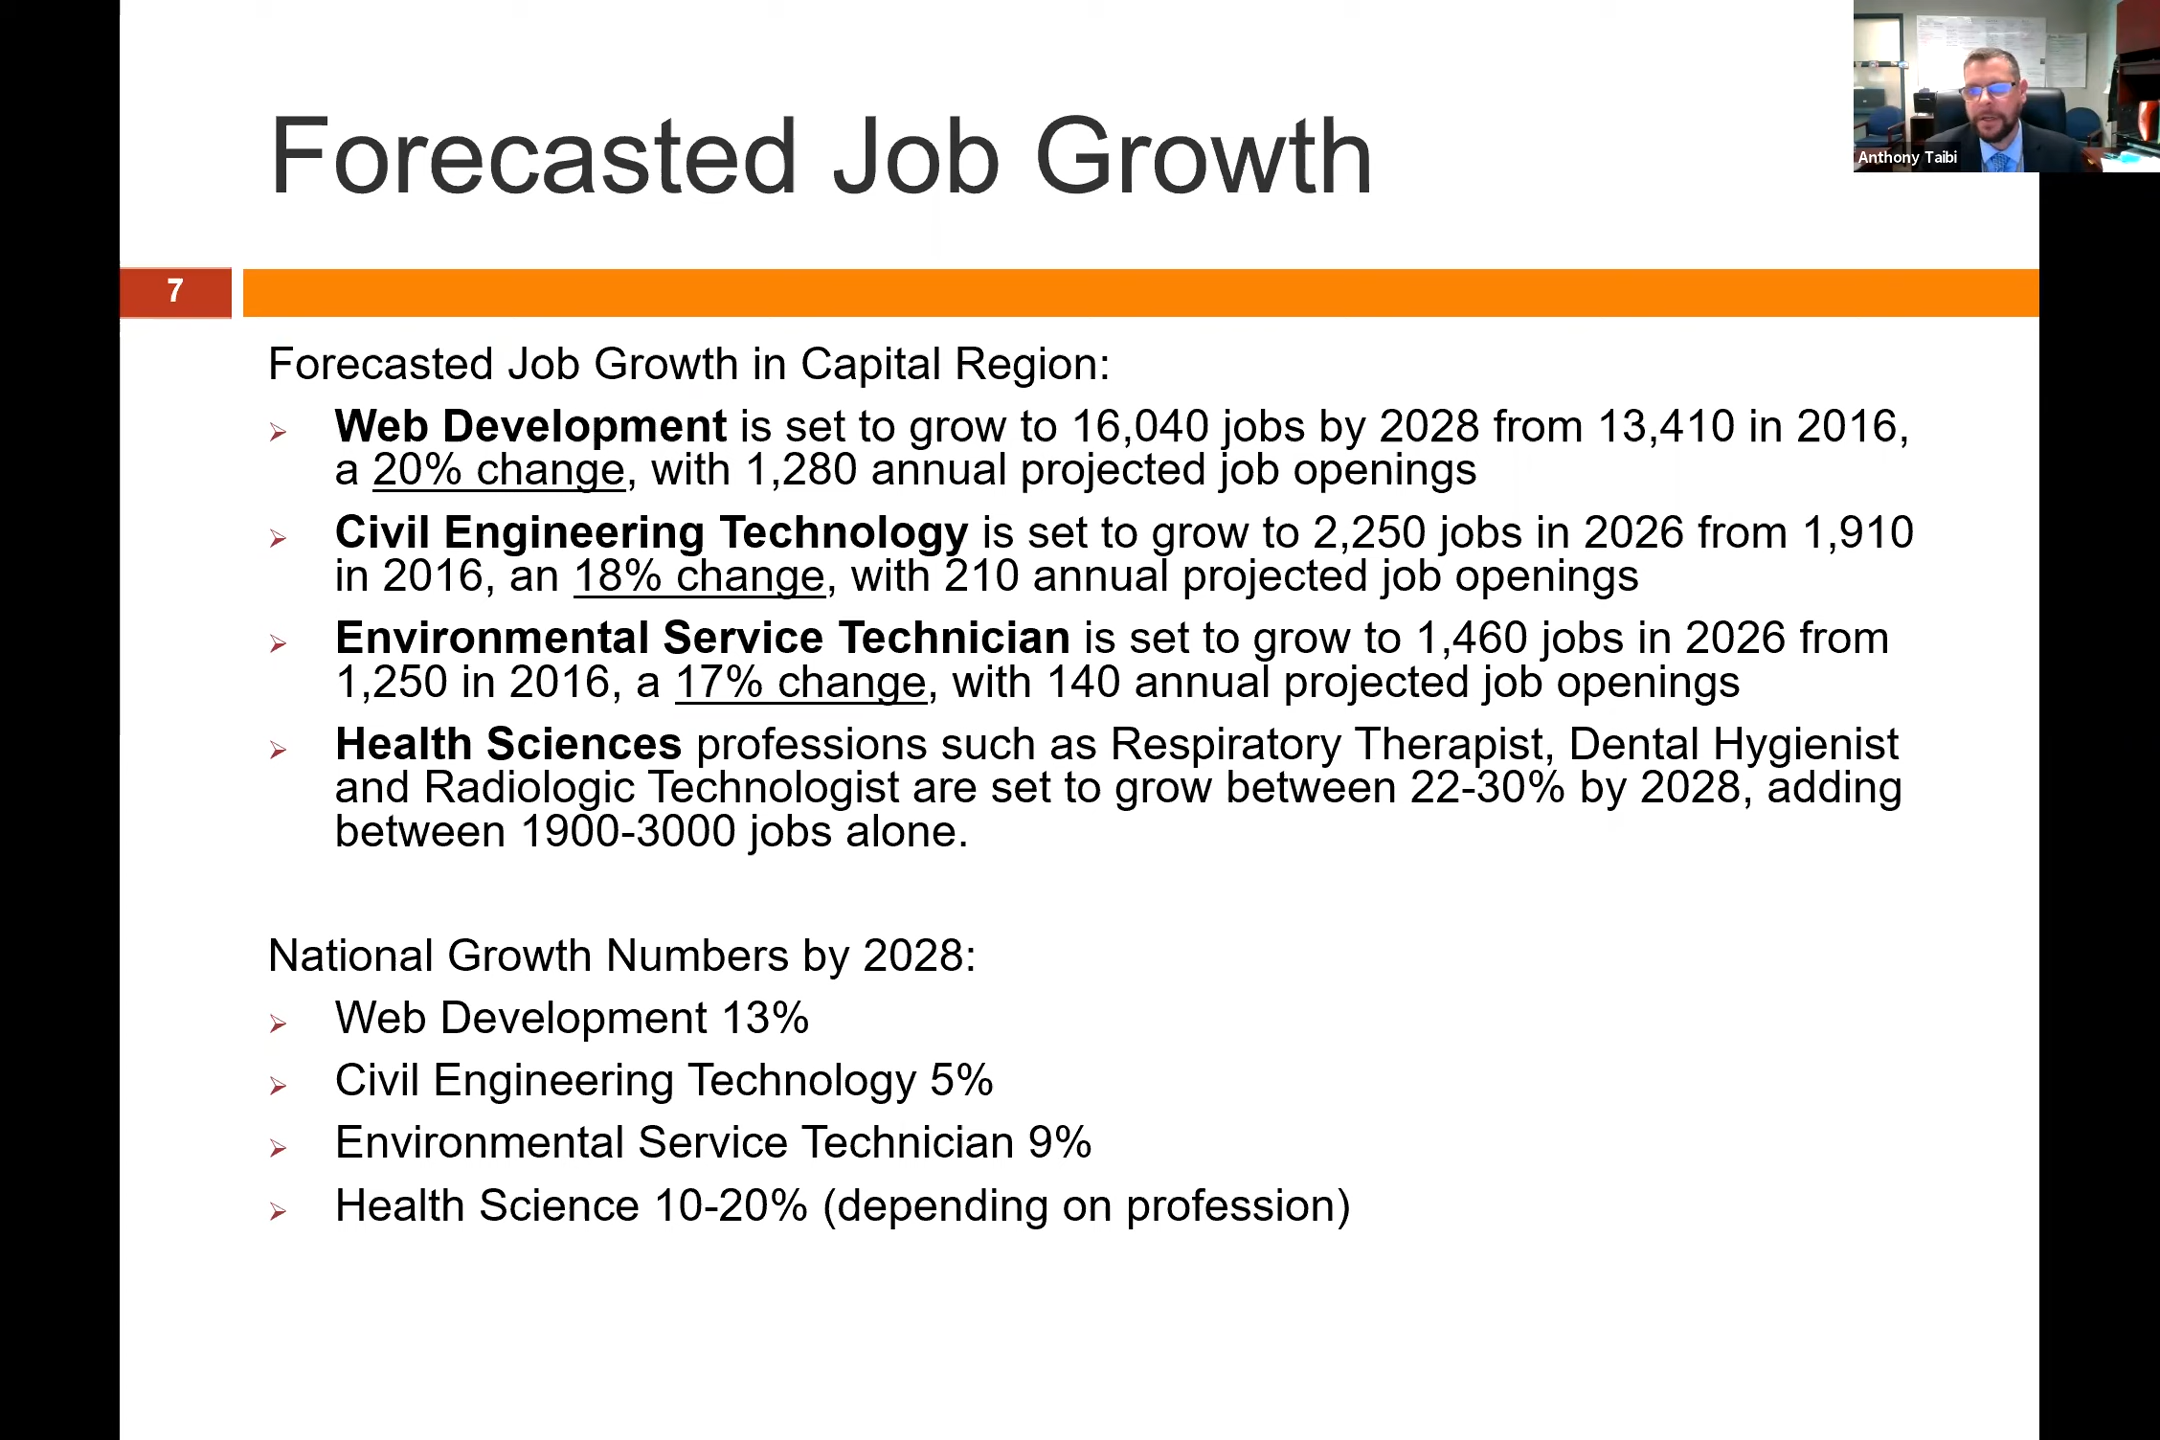 Forecasted Job Growth
Anthony Taibi
7
Forecasted Job Growth in Capital Region:
➢ Web Development is set to grow to 16,040 jobs by 2028 from 13,410 in 2016,
a 20% change, with 1,280 annual projected job openings
➢ Civil Engineering Technology is set to grow to 2,250 jobs in 2026 from 1,910
in 2016, an 18% change, with 210 annual projected job openings
➢ Environmental Service Technician is set to grow to 1,460 jobs in 2026 from
1,250 in 2016, a 17% change, with 140 annual projected job openings
➢ Health Sciences professions such as Respiratory Therapist, Dental Hygienist
and Radiologic Technologist are set to grow between 22-30% by 2028, adding
between 1900-3000 jobs alone.
National Growth Numbers by 2028:
➢ Web Development 13%
➢ Civil Engineering Technology 5%
➢ Environmental Service Technician 9%
➢ Health Science 10-20% (depending on profession)